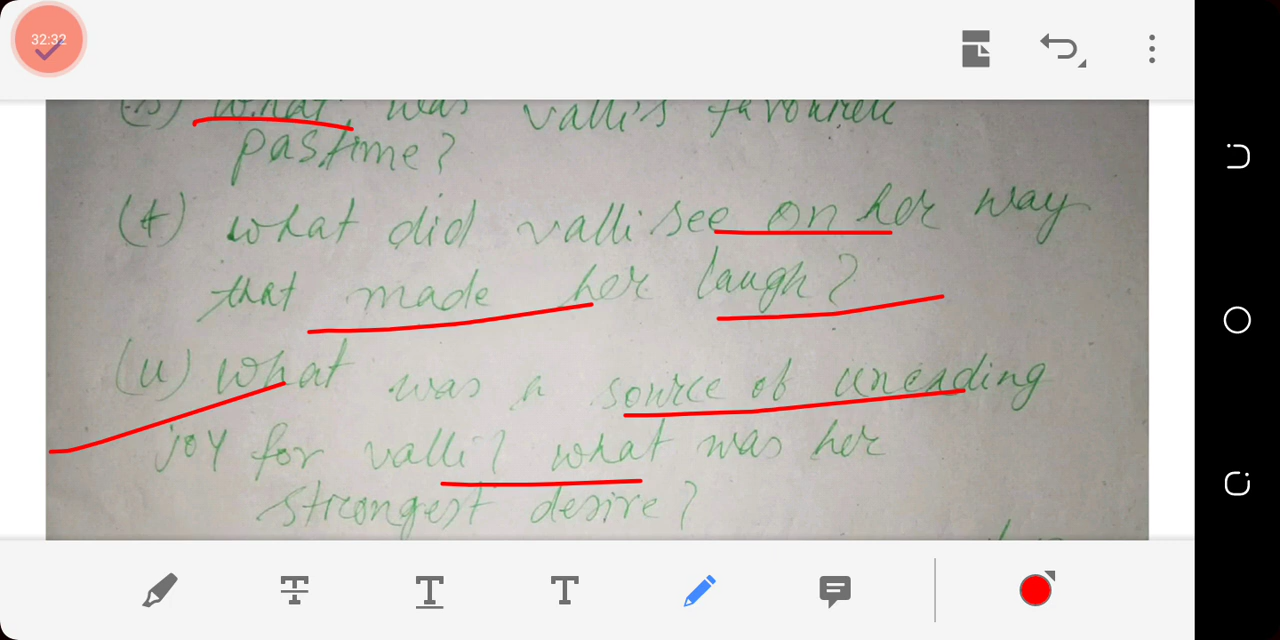 32:32
(s) what was valli's favourite
pastime?
(t) what did valli see on her way
that made her laugh?
(u) what was a source of unending
joy for valli? what was her
strongest desire?